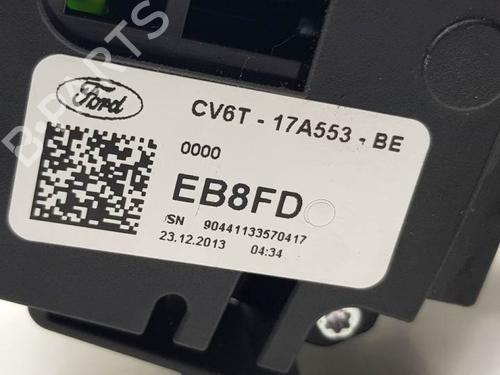 Ford
CV6T - 17A553 - BE
0000
EB8FD
SN 90441133570417
23.12.2013 04:34
B-PARTS